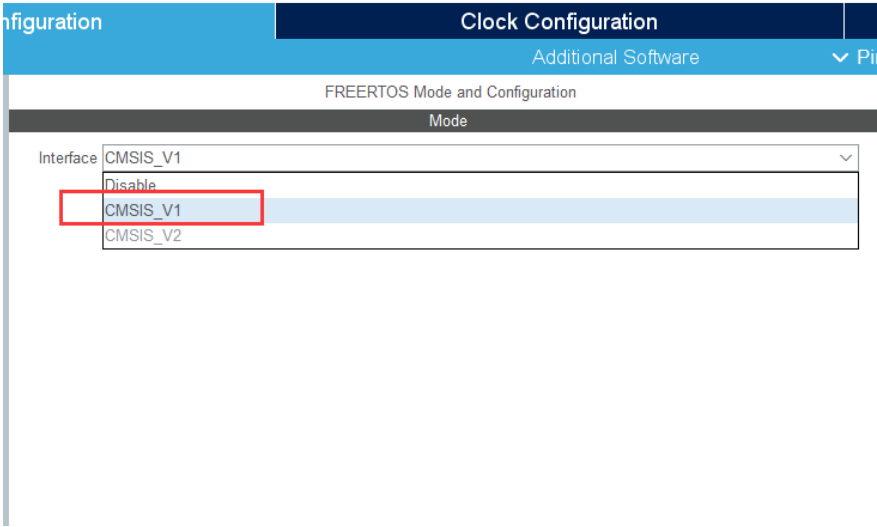 nfiguration
Clock Configuration
Additional Software
Pi
FREERTOS Mode and Configuration
Mode
Interface CMSIS_V1
Disable
CMSIS_V1
CMSIS_V2